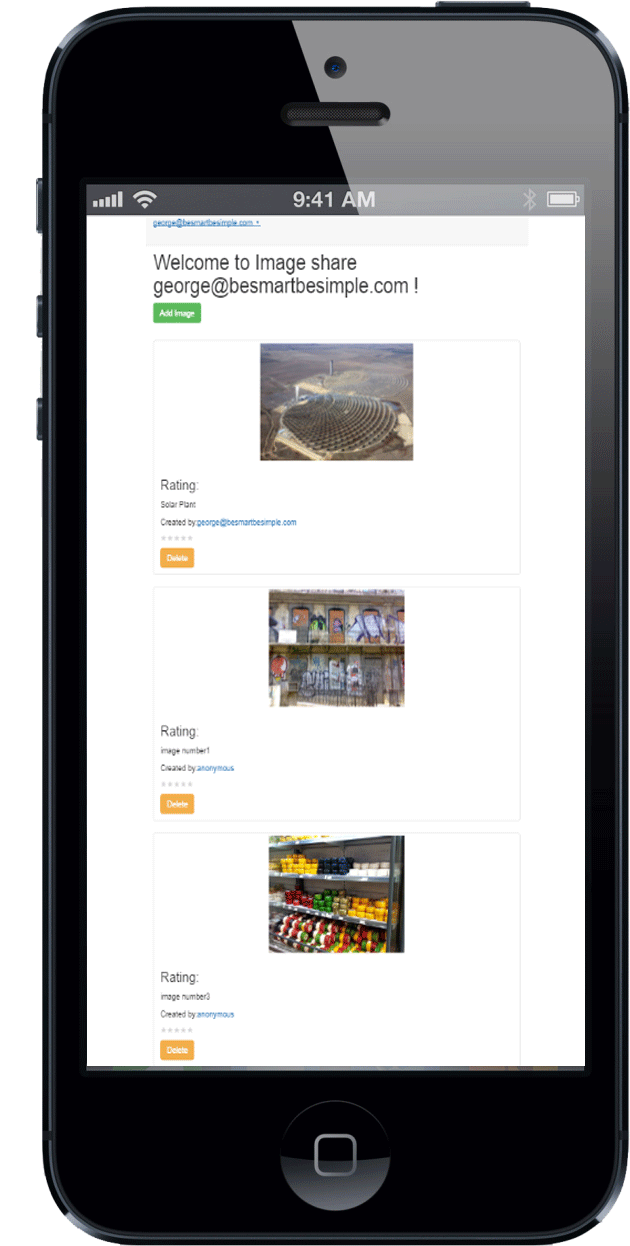 9:41 AM
george@besmartbesimple.com
Welcome to Image share
george@besmartbesimple.com !
Add Image
Rating:
Solar Plant
Created by:george@besmartbesimple.com
Delete
Rating:
image number1
Created by:anonymous
Delete
Rating:
image number3
Created by:anonymous
Delete